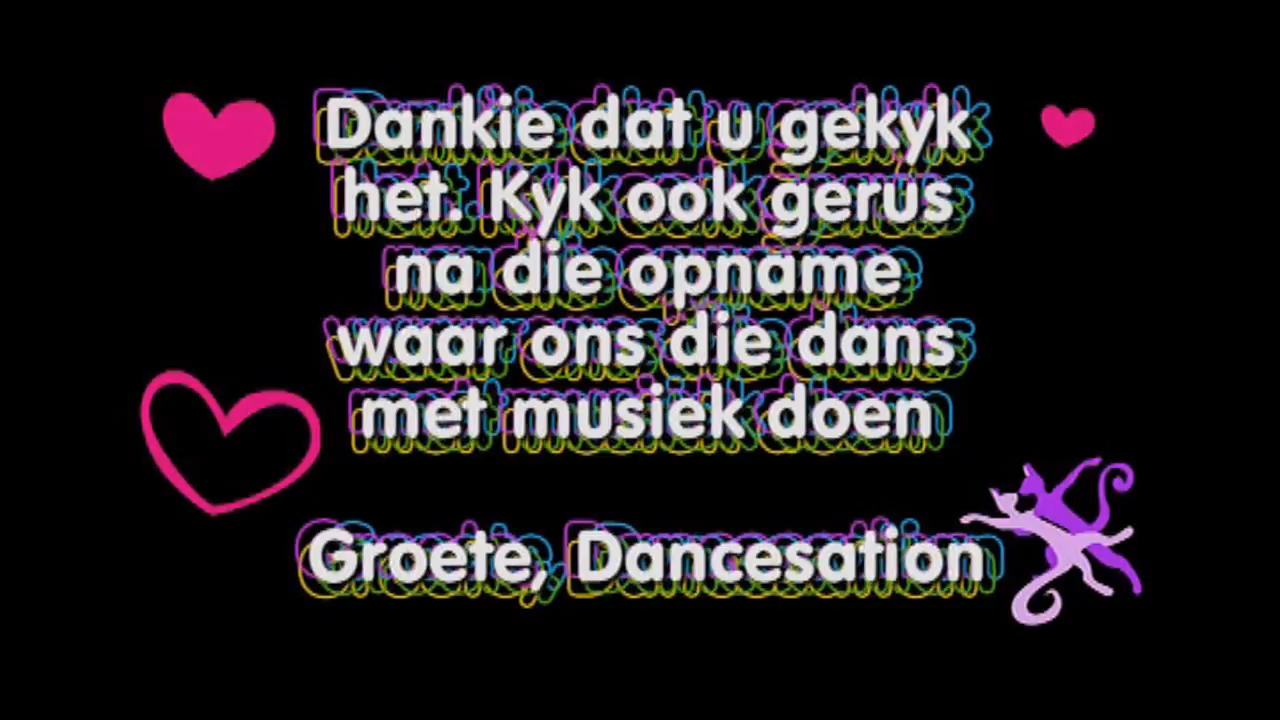 Dankie dat u gekyk
het. Kyk ook gerus
na die opname
waar ons die dans
met musiek doen
Groete, Dancesation